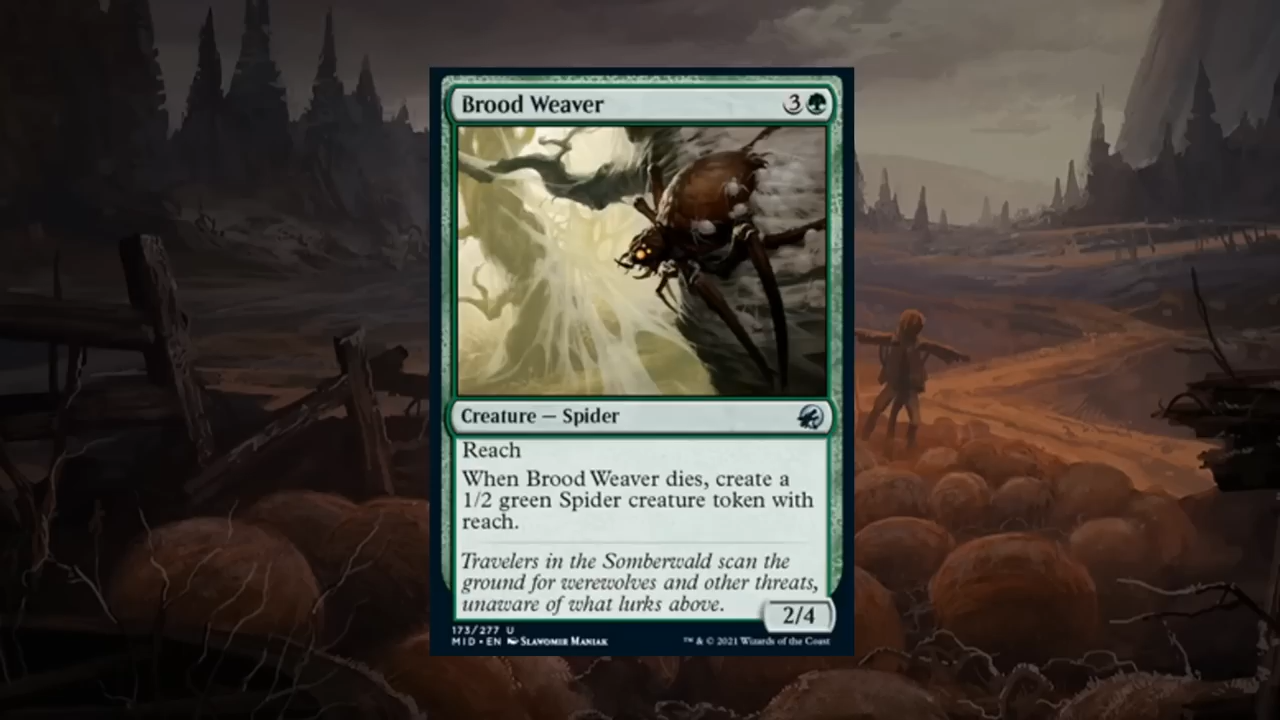 Brood Weaver 3
Creature — Spider
Reach
When Brood Weaver dies, create a
1/2 green Spider creature token with
reach.
Travelers in the Somberwald scan the
ground for werewolves and other threats,
unaware of what lurks above.
2/4
173/277 U
MID • EN Slawomir Maniak
™ & © 2021 Wizards of the Coast